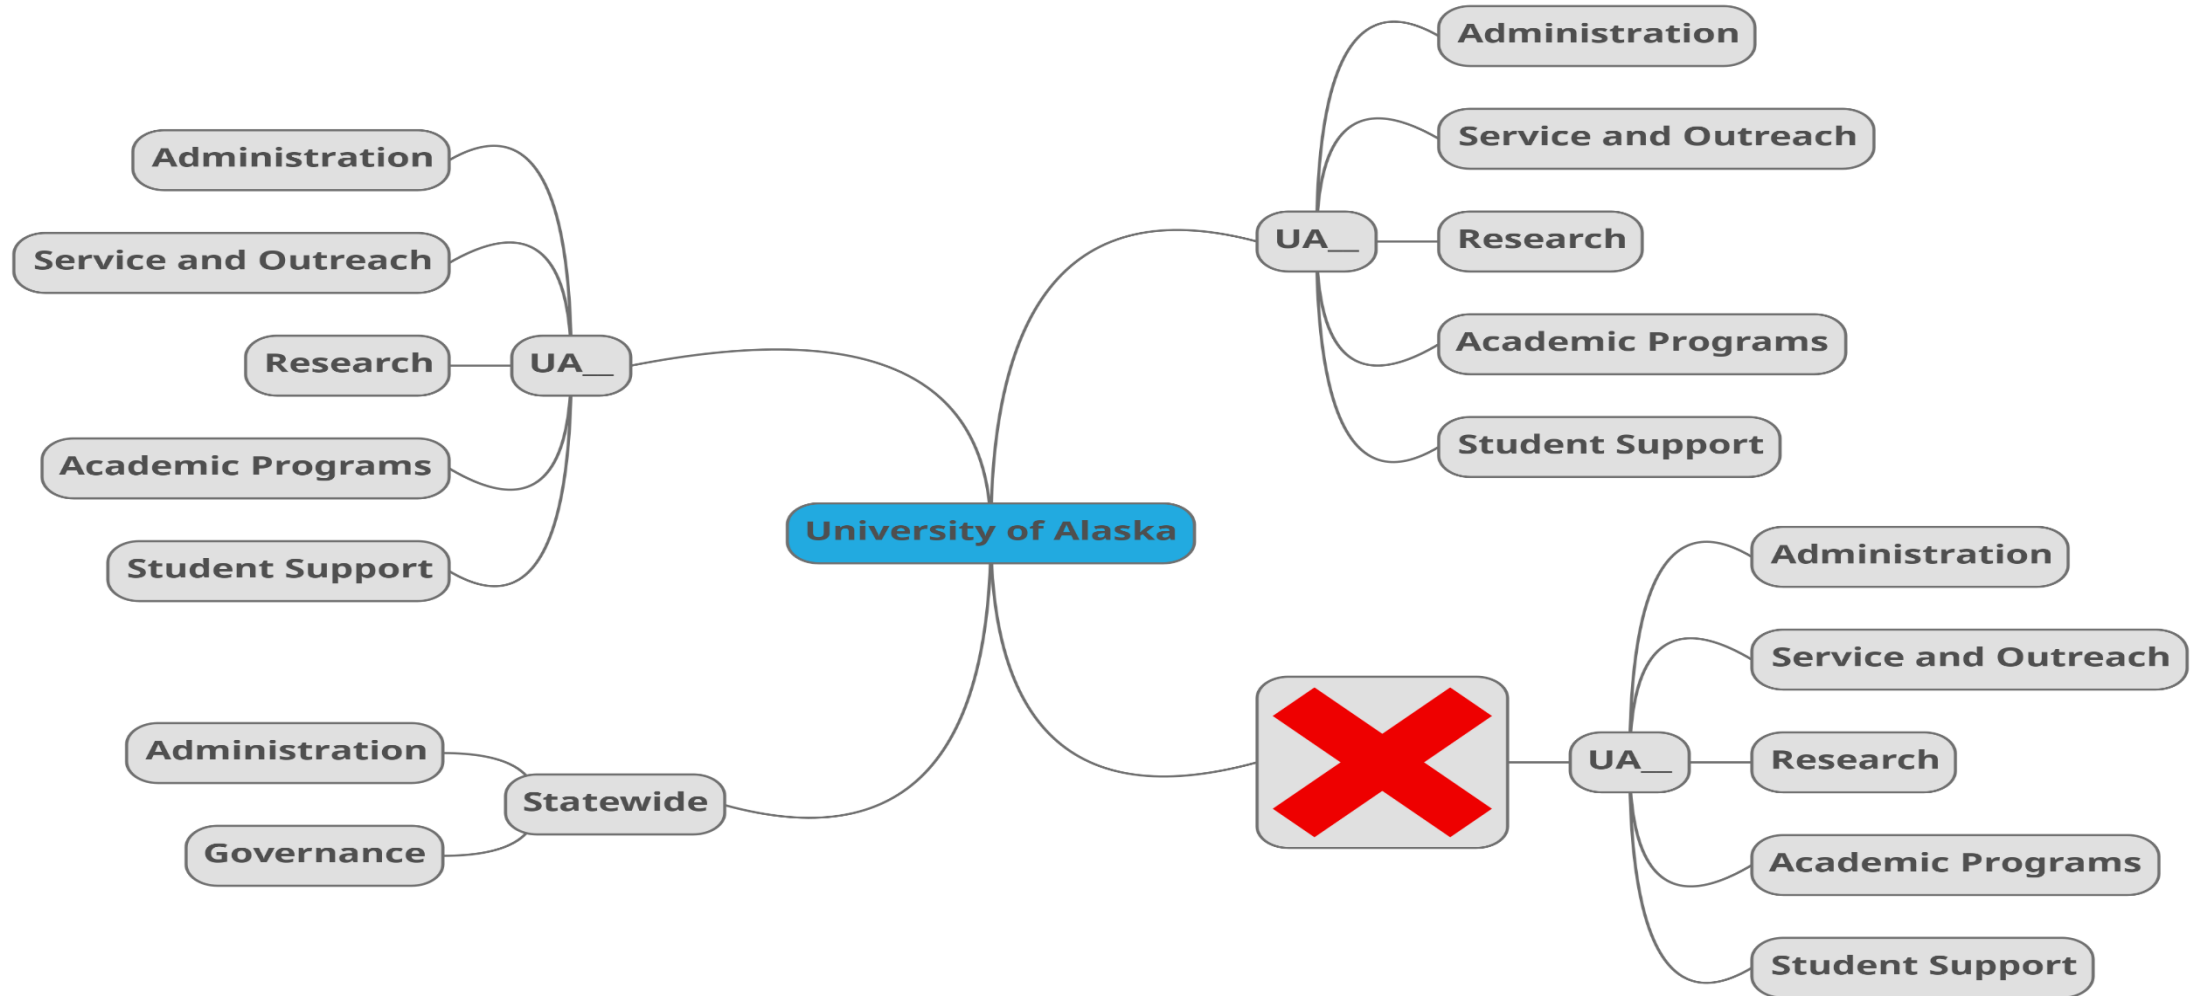 Administration
Service and Outreach
Research
UA__
Academic Programs
Student Support
University of Alaska
Administration
Service and Outreach
UA__
Research
Academic Programs
Student Support
Statewide
Administration
Governance
UA__
Administration
Service and Outreach
Research
Academic Programs
Student Support